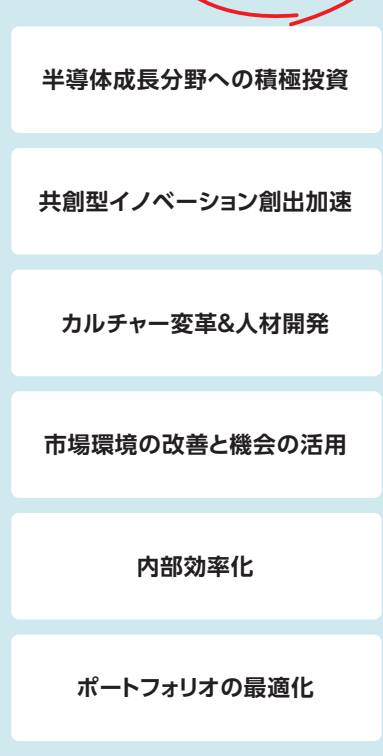 半導体成長分野への積極投資
共創型イノベーション創出加速
カルチャー変革&人材開発
市場環境の改善と機会の活用
内部効率化
ポートフォリオの最適化